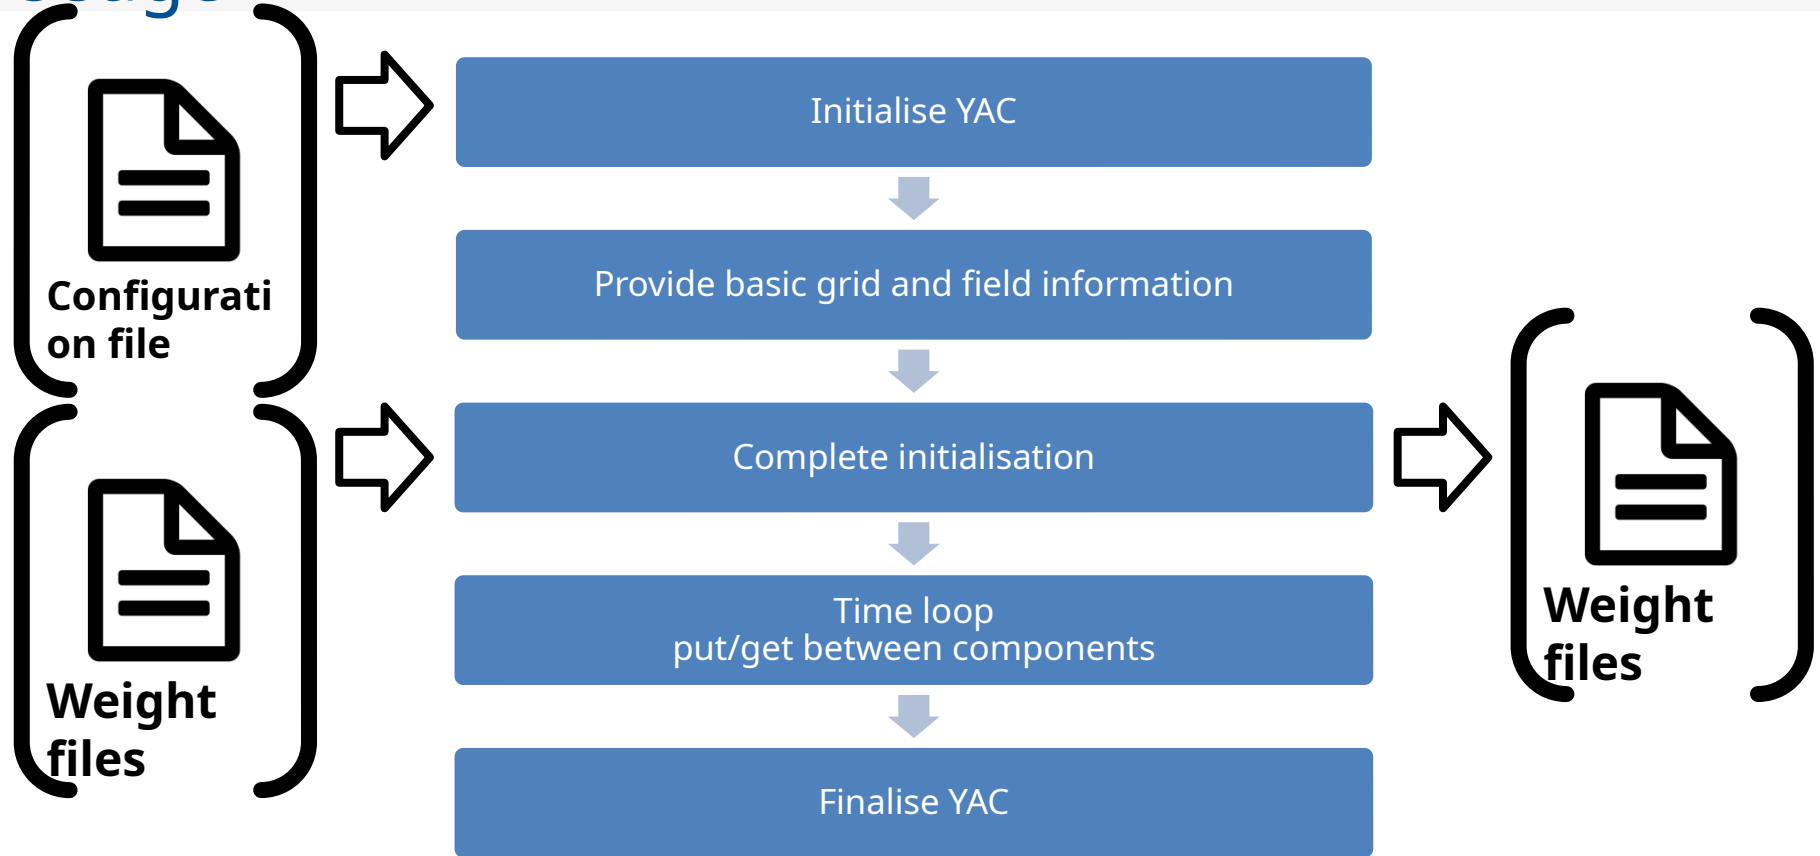 Initialise YAC
Provide basic grid and field information
Configurati
on file
Complete initialisation
Time loop
put/get between components
Weight
files
Weight
files
Finalise YAC